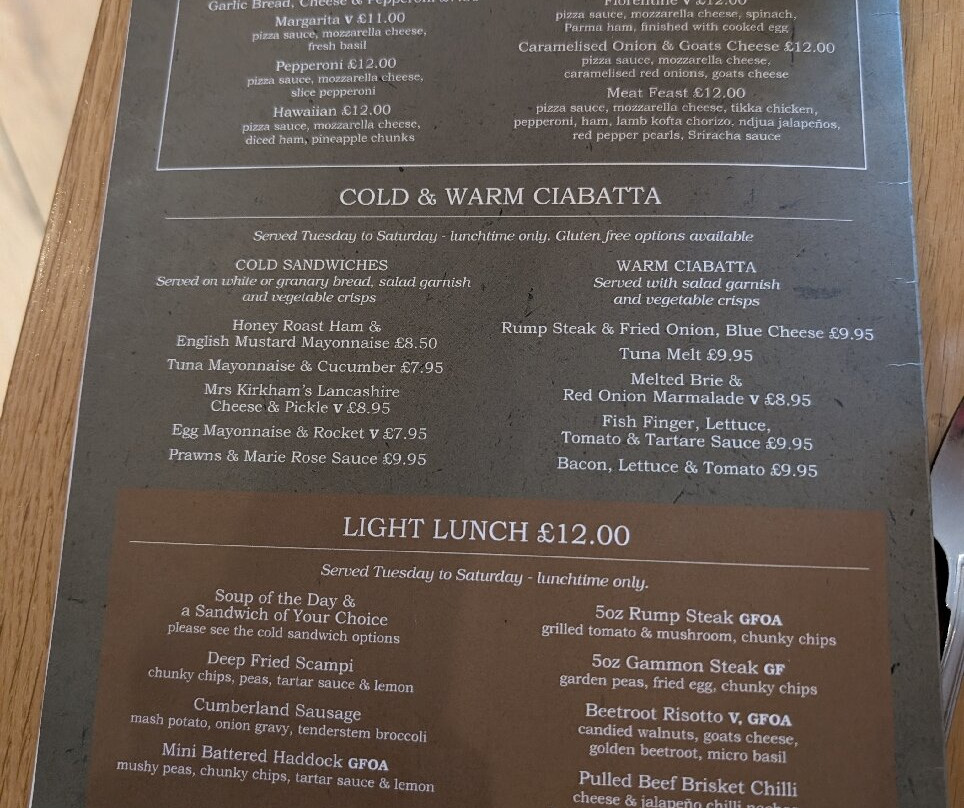 Garlic Bread, Cheese & Pepperoni
Margarita v £11.00
pizza sauce, mozzarella cheese,
fresh basil
Pepperoni £12.00
pizza sauce, mozzarella cheese,
slice pepperoni
Hawaiian £12.00
pizza sauce, mozzarella cheese,
diced ham, pineapple chunks
Florentine v £12.00
pizza sauce, mozzarella cheese, spinach,
Parma ham, finished with cooked egg
Caramelised Onion & Goats Cheese £12.00
pizza sauce, mozzarella cheese,
caramelised red onions, goats cheese
Meat Feast £12.00
pizza sauce, mozzarella cheese, tikka chicken,
pepperoni, ham, lamb kofta chorizo, ndjua jalapeños,
red pepper pearls, Sriracha sauce
COLD & WARM CIABATTA
Served Tuesday to Saturday - lunchtime only. Gluten free options available
COLD SANDWICHES
Served on white or granary bread, salad garnish
and vegetable crisps
Honey Roast Ham &
English Mustard Mayonnaise £8.50
Tuna Mayonnaise & Cucumber £7.95
Mrs Kirkham's Lancashire
Cheese & Pickle v £8.95
Egg Mayonnaise & Rocket v £7.95
Prawns & Marie Rose Sauce £9.95
WARM CIABATTA
Served with salad garnish
and vegetable crisps
Rump Steak & Fried Onion, Blue Cheese £9.95
Tuna Melt £9.95
Melted Brie &
Red Onion Marmalade v £8.95
Fish Finger, Lettuce,
Tomato & Tartare Sauce £9.95
Bacon, Lettuce & Tomato £9.95
LIGHT LUNCH £12.00
Served Tuesday to Saturday - lunchtime only.
Soup of the Day &
a Sandwich of Your Choice
please see the cold sandwich options
Deep Fried Scampi
chunky chips, peas, tartar sauce & lemon
Cumberland Sausage
mash potato, onion gravy, tenderstem broccoli
Mini Battered Haddock GFOA
mushy peas, chunky chips, tartar sauce & lemon
5oz Rump Steak GFOA
grilled tomato & mushroom, chunky chips
5oz Gammon Steak GF
garden peas, fried egg, chunky chips
Beetroot Risotto V, GFOA
candied walnuts, goats cheese,
golden beetroot, micro basil
Pulled Beef Brisket Chilli
cheese & jalapeño chilli